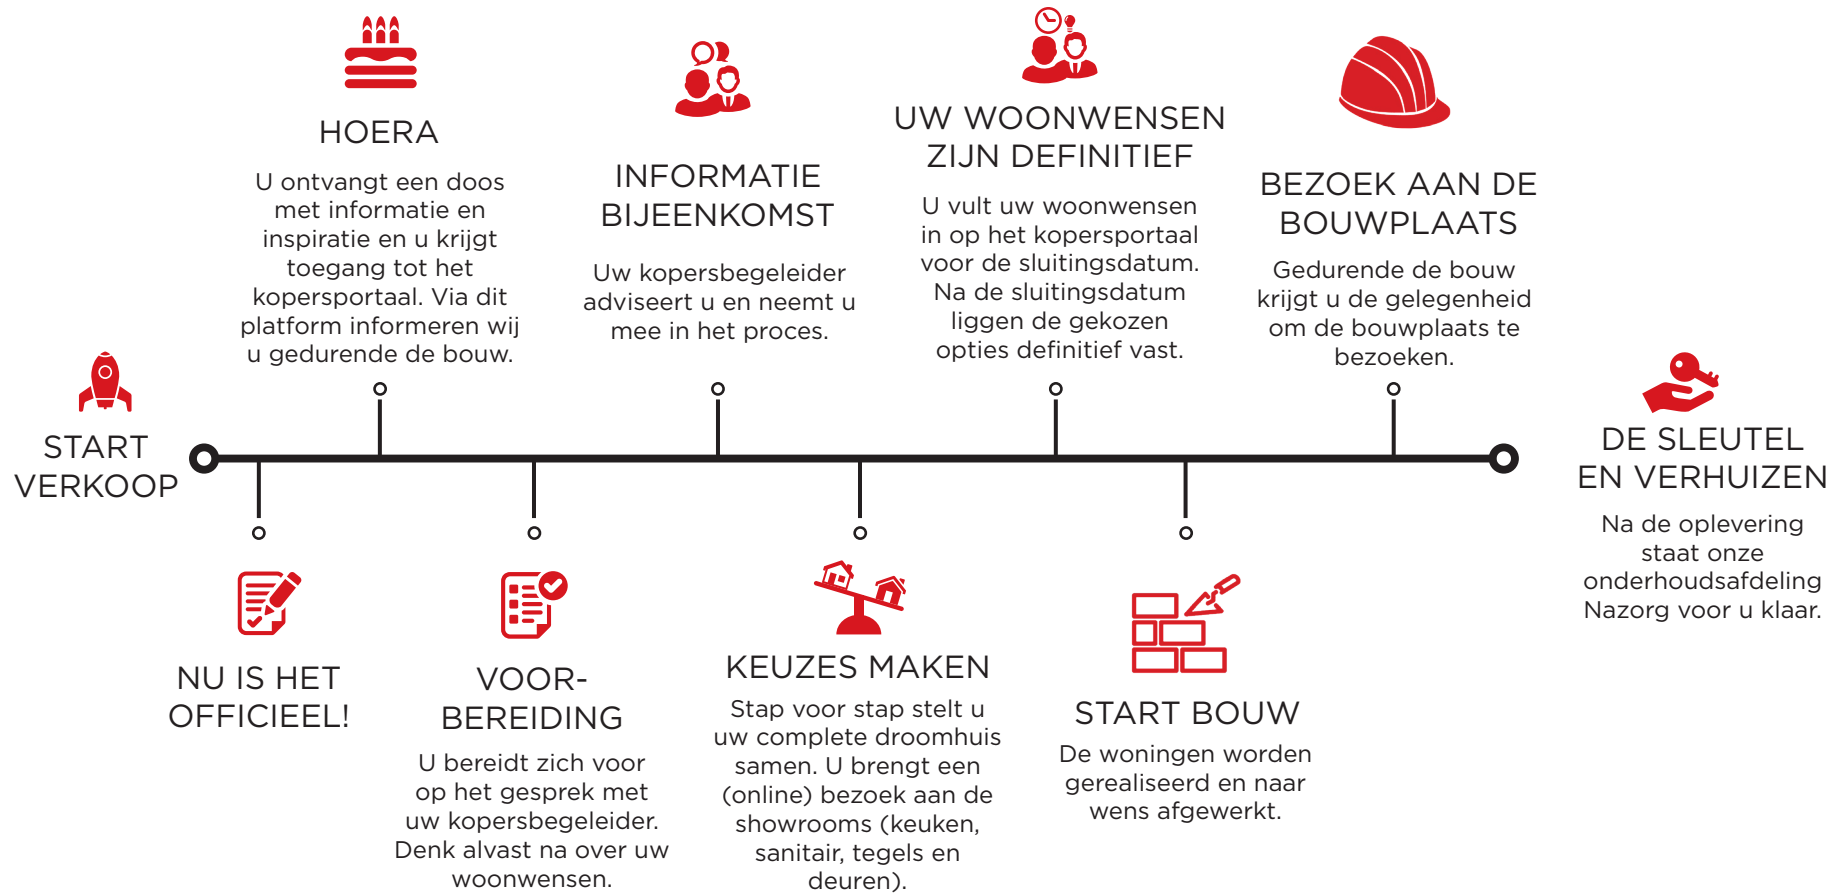 START
VERKOOP
NU IS HET
OFFICIEEL!
HOERA
U ontvangt een doos
met informatie en
inspiratie en u krijgt
toegang tot het
kopersportaal. Via dit
platform informeren wij
u gedurende de bouw.
VOOR-
BEREIDING
U bereidt zich voor
op het gesprek met
uw kopersbegeleider.
Denk alvast na over uw
woonwensen.
INFORMATIE
BIJEENKOMST
Uw kopersbegeleider
adviseert u en neemt u
mee in het proces.
KEUZES MAKEN
Stap voor stap stelt u
uw complete droomhuis
samen. U brengt een
(online) bezoek aan de
showrooms (keuken,
sanitair, tegels en
deuren).
UW WOONWENSEN
ZIJN DEFINITIEF
U vult uw woonwensen
in op het kopersportaal
voor de sluitingsdatum.
Na de sluitingsdatum
liggen de gekozen
opties definitief vast.
START BOUW
De woningen worden
gerealiseerd en naar
wens afgewerkt.
BEZOEK AAN DE
BOUWPLAATS
Gedurende de bouw
krijgt u de gelegenheid
om de bouwplaats te
bezoeken.
DE SLEUTEL
EN VERHUIZEN
Na de oplevering
staat onze
onderhoudsafdeling
Nazorg voor u klaar.